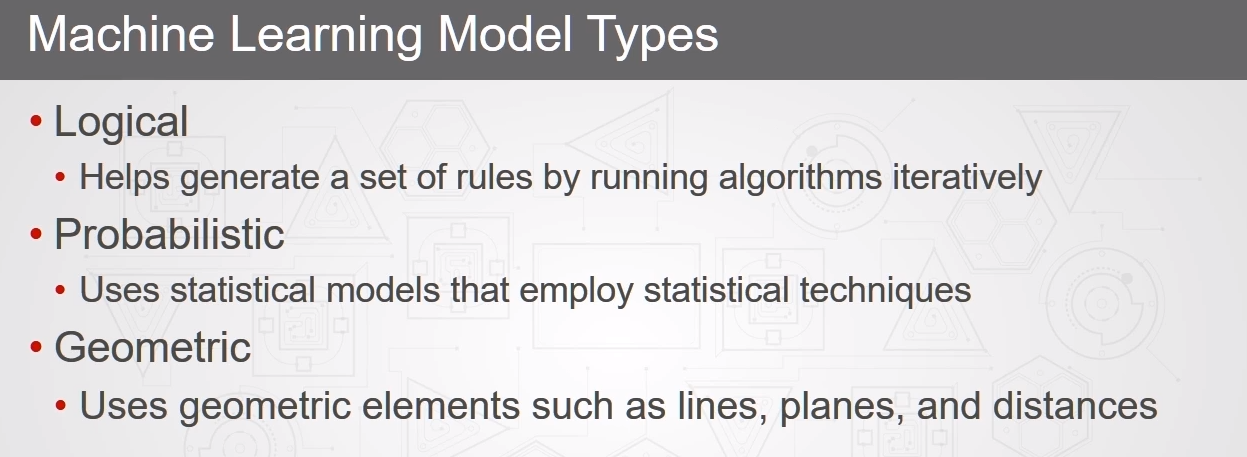 Machine Learning Model Types
• Logical
• Helps generate a set of rules by running algorithms iteratively
• Probabilistic
• Uses statistical models that employ statistical techniques
• Geometric
• Uses geometric elements such as lines, planes, and distances